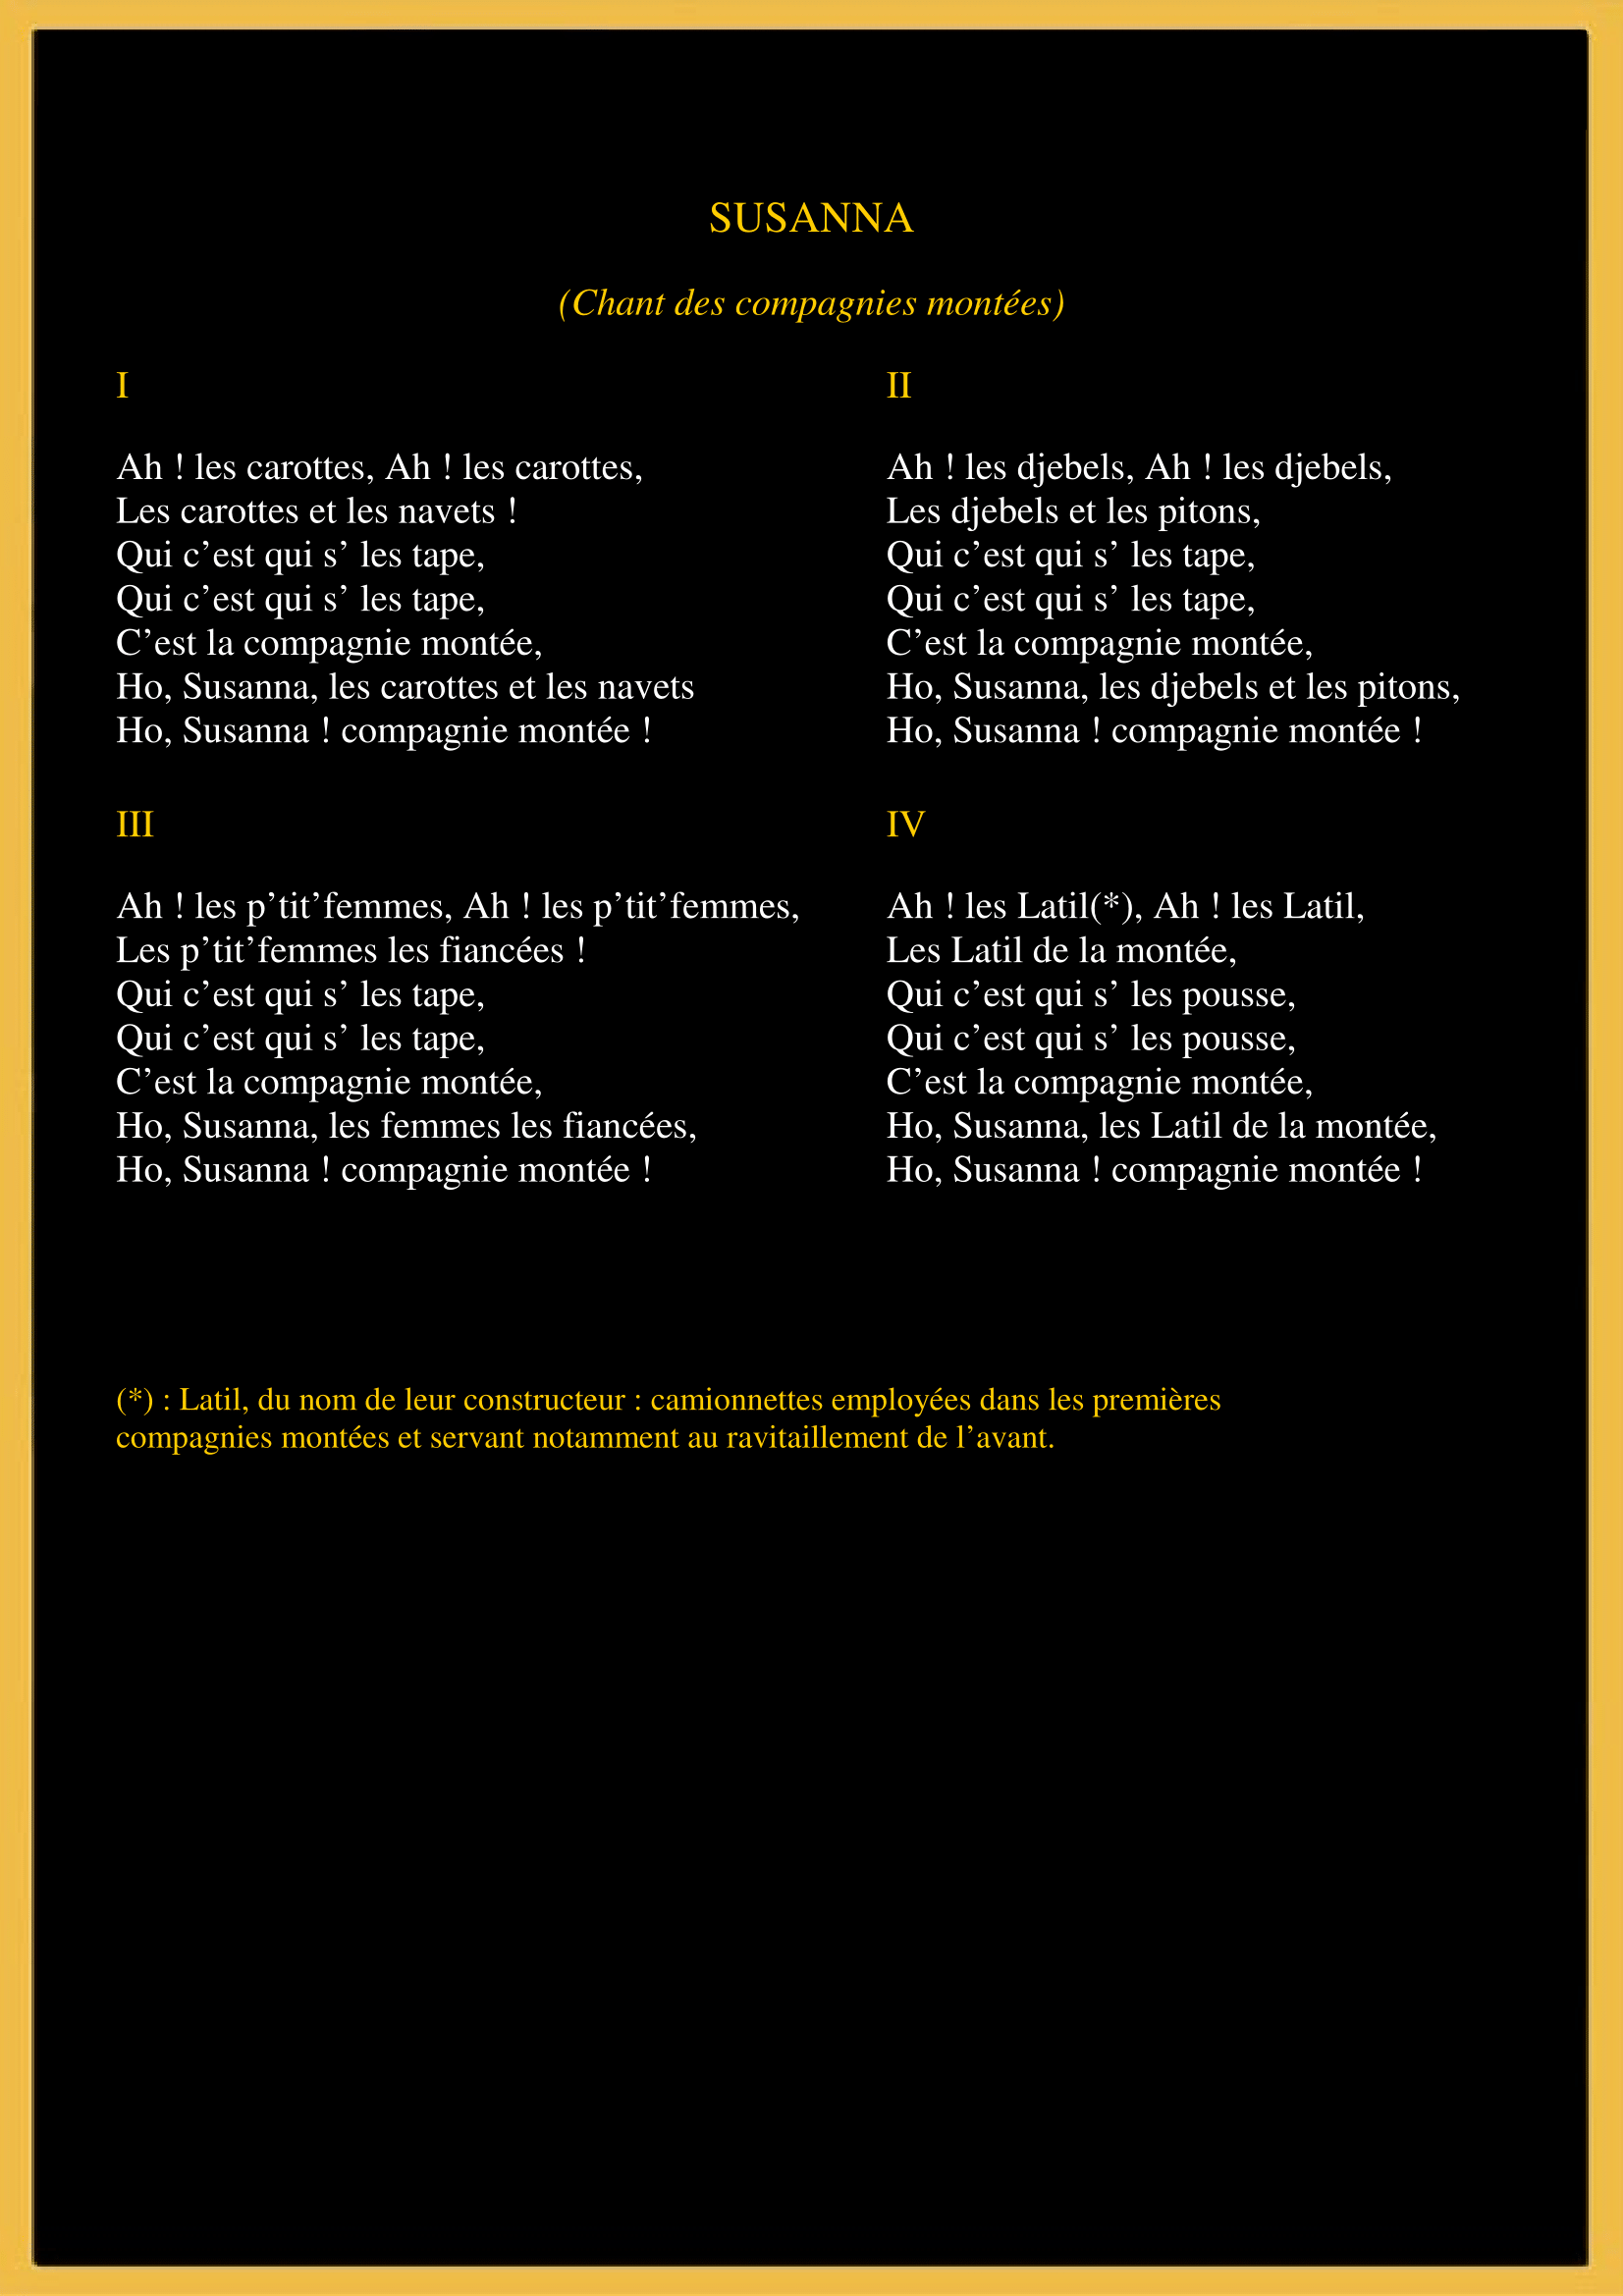 SUSANNA
(Chant des compagnies montées)
I
Ah ! les carottes, Ah ! les carottes,
Les carottes et les navets !
Qui c’est qui s’ les tape,
Qui c’est qui s’ les tape,
C’est la compagnie montée,
Ho, Susanna, les carottes et les navets
Ho, Susanna ! compagnie montée !
II
Ah ! les djebels, Ah ! les djebels,
Les djebels et les pitons,
Qui c’est qui s’ les tape,
Qui c’est qui s’ les tape,
C’est la compagnie montée,
Ho, Susanna, les djebels et les pitons,
Ho, Susanna ! compagnie montée !
III
Ah ! les p’tit’femmes, Ah ! les p’tit’femmes,
Les p’tit’femmes les fiancées !
Qui c’est qui s’ les tape,
Qui c’est qui s’ les tape,
C’est la compagnie montée,
Ho, Susanna, les femmes les fiancées,
Ho, Susanna ! compagnie montée !
IV
Ah ! les Latil(*), Ah ! les Latil,
Les Latil de la montée,
Qui c’est qui s’ les pousse,
Qui c’est qui s’ les pousse,
C’est la compagnie montée,
Ho, Susanna, les Latil de la montée,
Ho, Susanna ! compagnie montée !
(*) : Latil, du nom de leur constructeur : camionnettes employées dans les premières
compagnies montées et servant notamment au ravitaillement de l’avant.